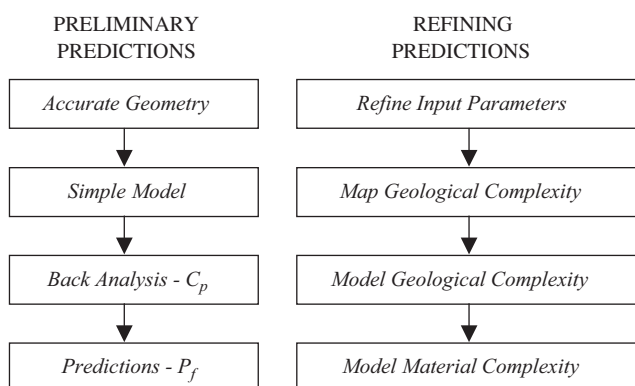 PRELIMINARY
PREDICTIONS
Accurate Geometry
Simple Model
Back Analysis - Cp
Predictions - Pf
REFINING
PREDICTIONS
Refine Input Parameters
Map Geological Complexity
Model Geological Complexity
Model Material Complexity